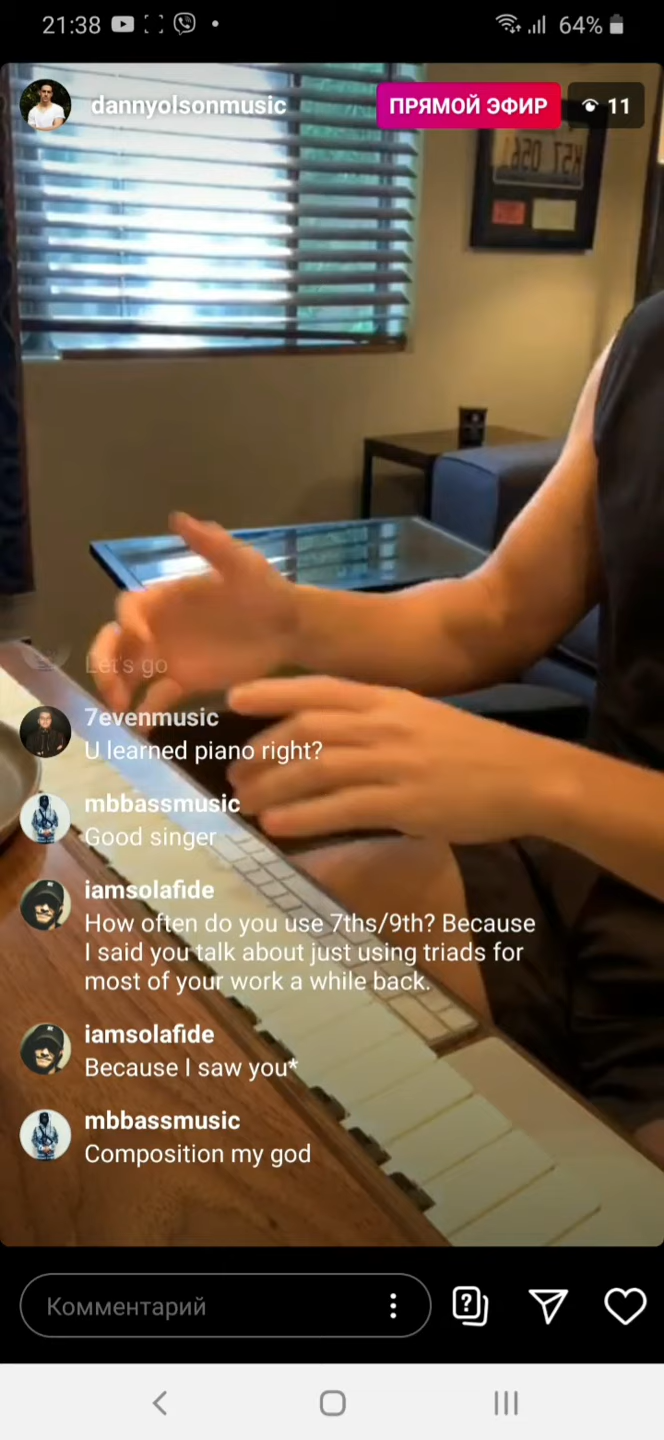 21:38
64%
dannyolsonmusic
ПРЯМОЙ ЭФИР
11
K57 056
Let's go
7evenmusic
U learned piano right?
mbbassmusic
Good singer
iamsolafide
How often do you use 7ths/9th? Because
I said you talk about just using triads for
most of your work a while back.
iamsolafide
Because I saw you*
mbbassmusic
Composition my god
Комментарий